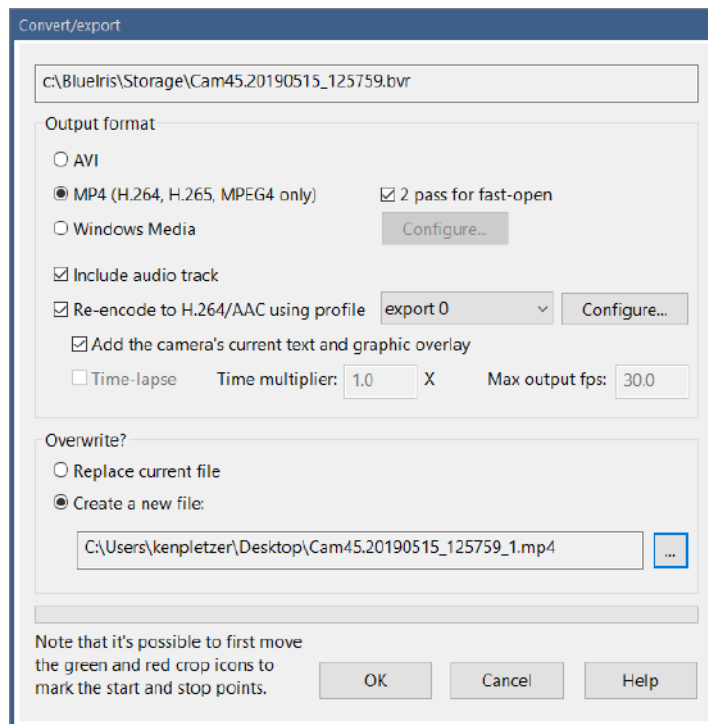 Convert/export
c:\BlueIris\Storage\Cam45.20190515_125759.bvr
Output format
AVI
MP4 (H.264, H.265, MPEG4 only)
2 pass for fast-open
Windows Media
Configure...
Include audio track
Re-encode to H.264/AAC using profile
export 0
Configure...
Add the camera's current text and graphic overlay
Time-lapse
Time multiplier:
1.0
X
Max output fps:
30.0
Overwrite?
Replace current file
Create a new file:
C:\Users\kenpletzer\Desktop\Cam45.20190515_125759_1.mp4
...
Note that it's possible to first move
the green and red crop icons to
mark the start and stop points.
OK
Cancel
Help